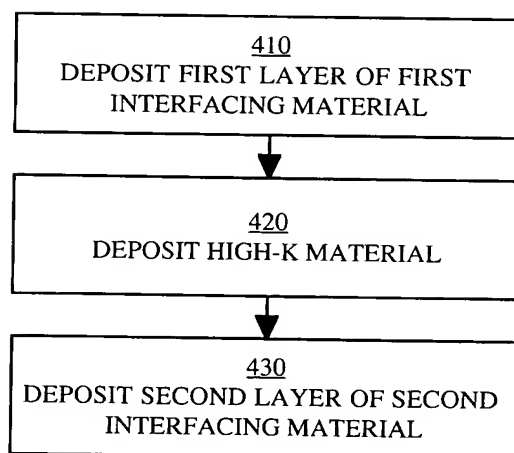 410
DEPOSIT FIRST LAYER OF FIRST
INTERFACING MATERIAL
420
DEPOSIT HIGH-K MATERIAL
430
DEPOSIT SECOND LAYER OF SECOND
INTERFACING MATERIAL